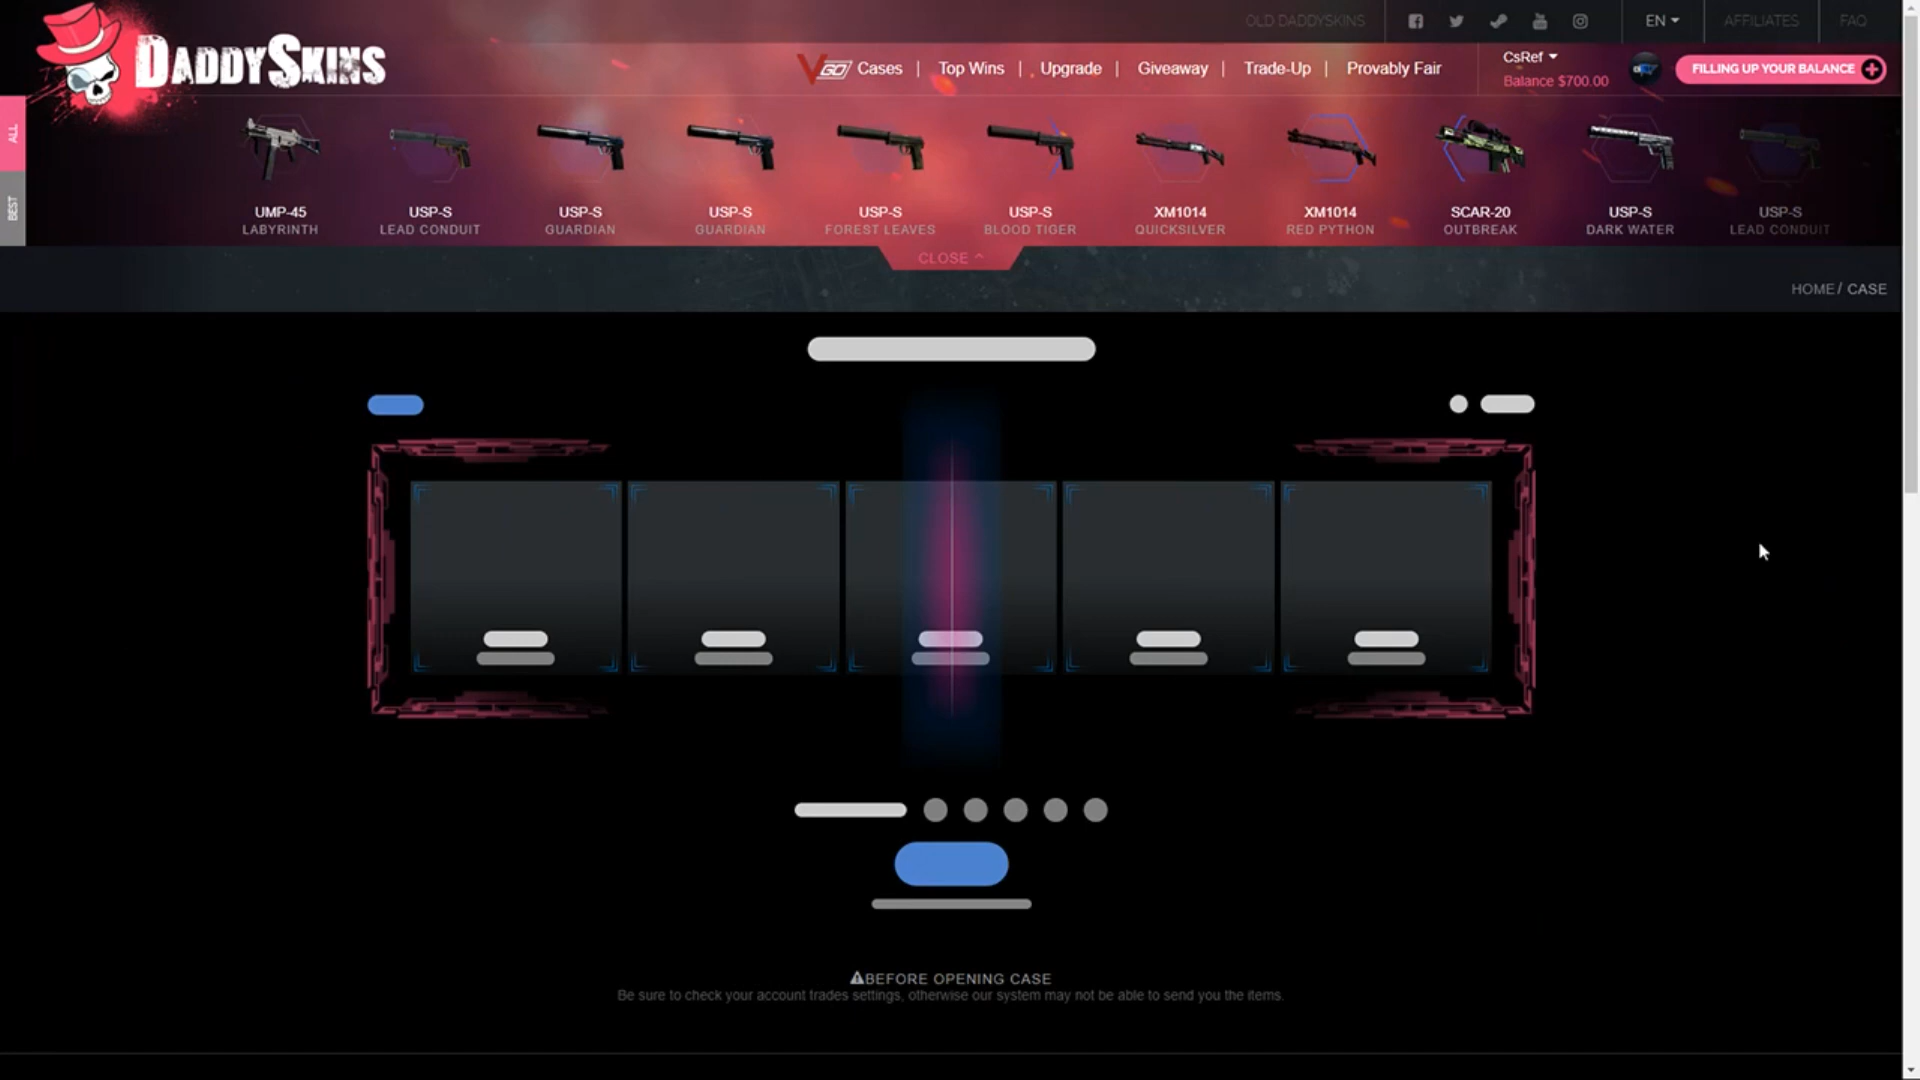 OLD DADDYSKINS
EN
AFFILIATES
FAQ
DADDYSKINS
VGO Cases | Top Wins | Upgrade | Giveaway | Trade-Up | Provably Fair
CsRef
Balance $700.00
FILLING UP YOUR BALANCE
ALL
BEST
UMP-45
LABYRINTH
USP-S
LEAD CONDUIT
USP-S
GUARDIAN
USP-S
GUARDIAN
USP-S
FOREST LEAVES
USP-S
BLOOD TIGER
XM1014
QUICKSILVER
XM1014
RED PYTHON
SCAR-20
OUTBREAK
USP-S
DARK WATER
USP-S
LEAD CONDUIT
CLOSE
HOME/ CASE
BEFORE OPENING CASE
Be sure to check your account trades settings, otherwise our system may not be able to send you the items.